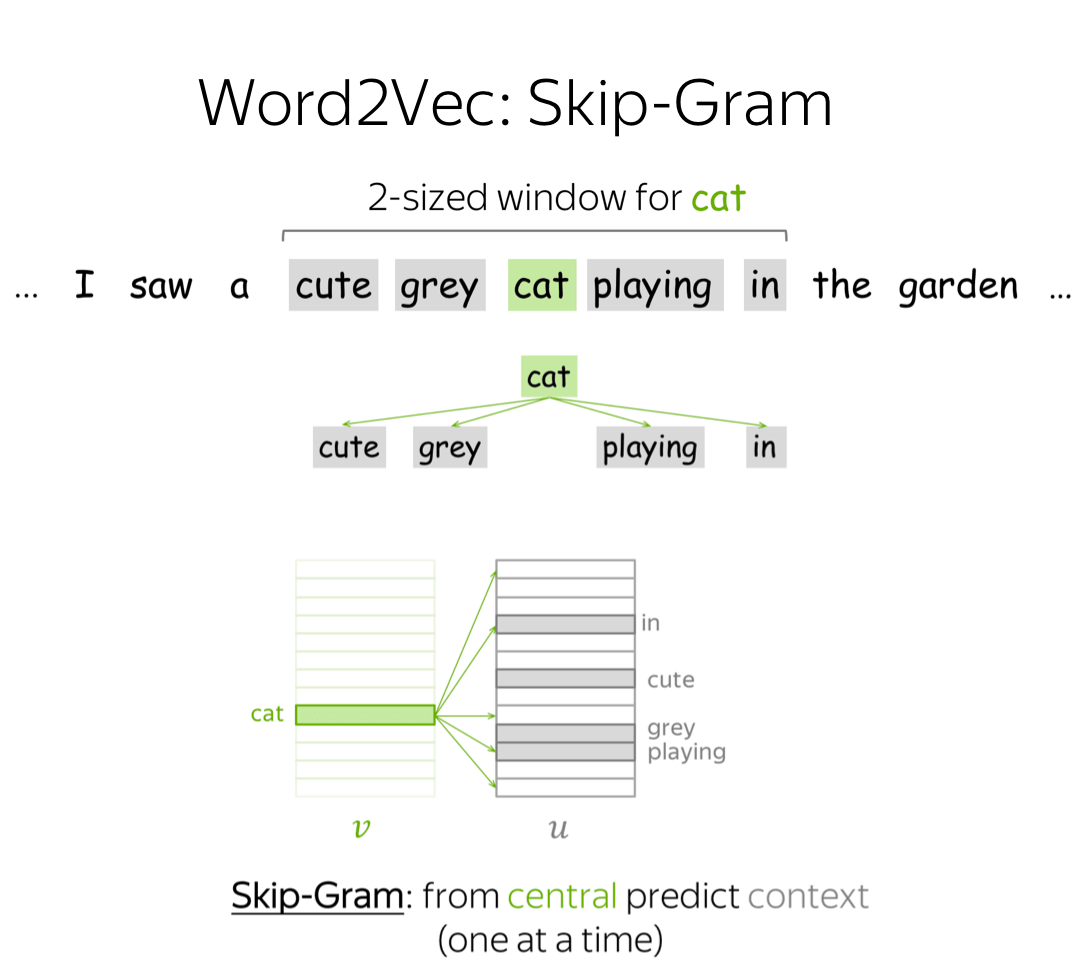 Word2Vec: Skip-Gram
2-sized window for cat
... I saw a cute grey cat playing in the garden ...
cat
cute grey playing in
in
cute
cat
grey
playing
v u
Skip-Gram: from central predict context
(one at a time)